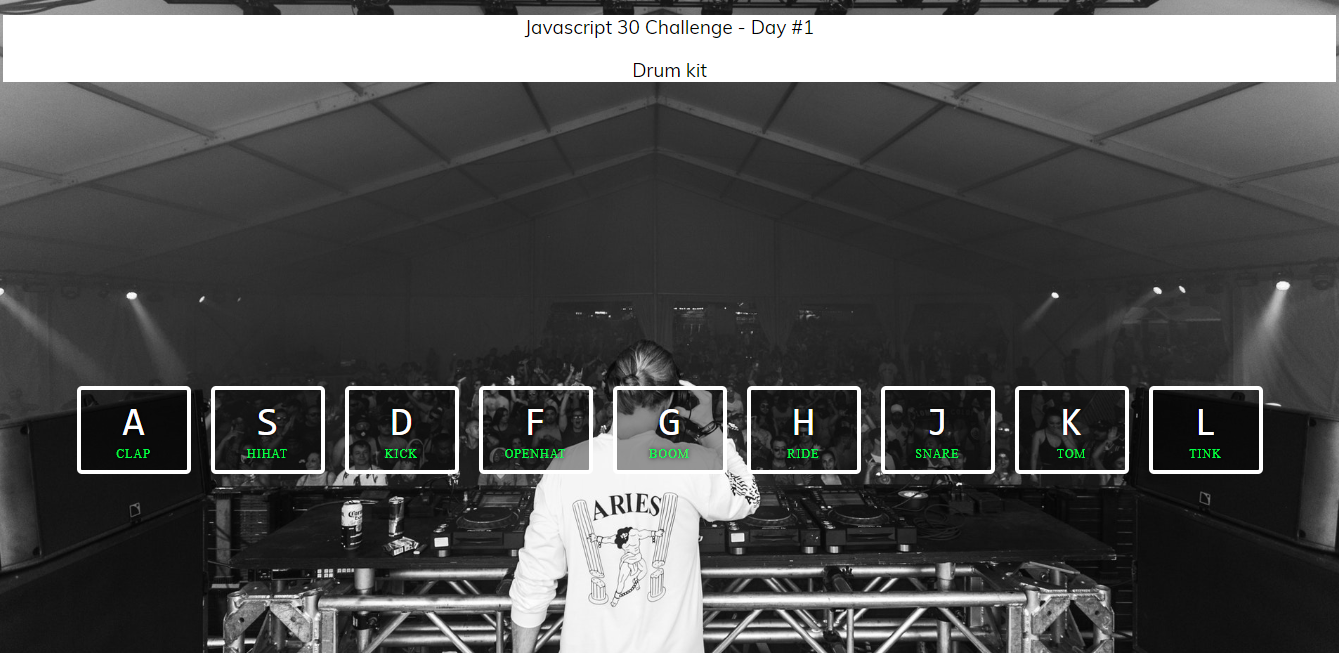 Javascript 30 Challenge - Day #1
Drum kit
A S D F G H J K L
CLAP HIHAT KICK OPENHAT BOOM RIDE SNARE TOM TINK
ARIES